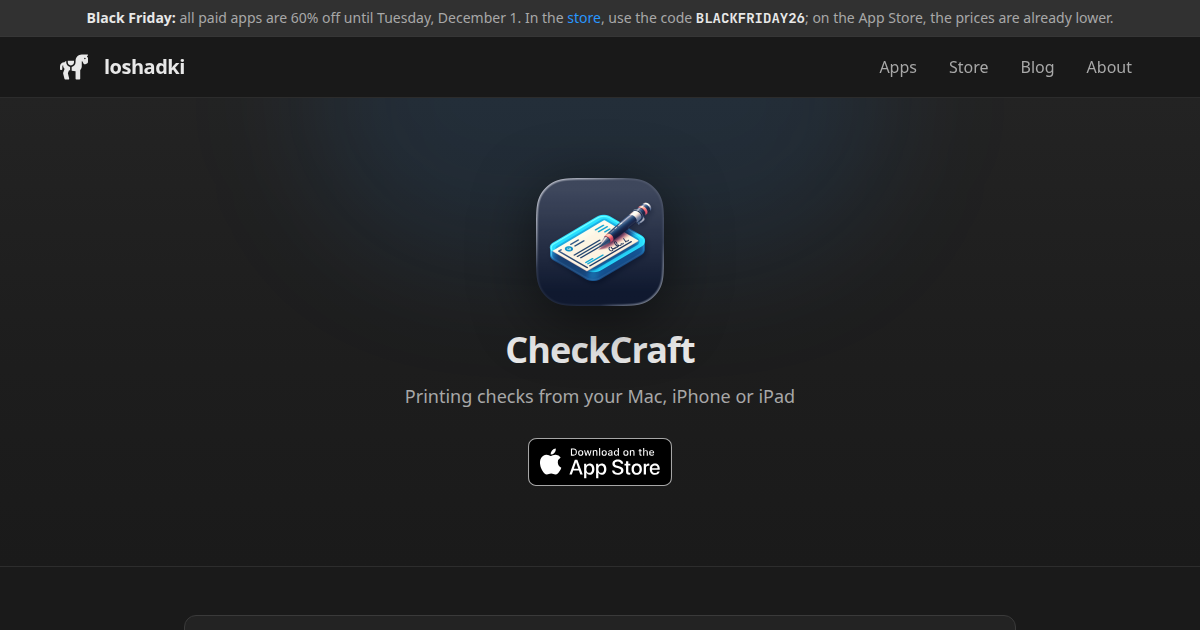 Black Friday: all paid apps are 60% off until Tuesday, December 1. In the store, use the code BLACKFRIDAY26; on the App Store, the prices are already lower.
loshadki
Apps Store Blog About
CheckCraft
Printing checks from your Mac, iPhone or iPad
Download on the
App Store